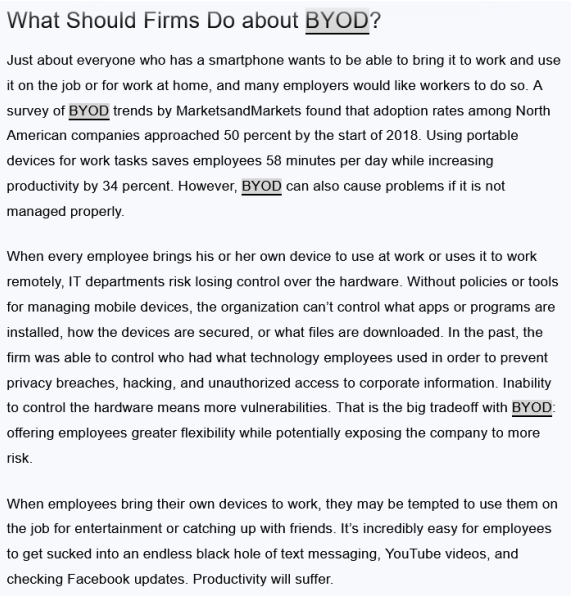 What Should Firms Do about BYOD?
Just about everyone who has a smartphone wants to be able to bring it to work and use
it on the job or for work at home, and many employers would like workers to do so. A
survey of BYOD trends by MarketsandMarkets found that adoption rates among North
American companies approached 50 percent by the start of 2018. Using portable
devices for work tasks saves employees 58 minutes per day while increasing
productivity by 34 percent. However, BYOD can also cause problems if it is not
managed properly.
When every employee brings his or her own device to use at work or uses it to work
remotely, IT departments risk losing control over the hardware. Without policies or tools
for managing mobile devices, the organization can’t control what apps or programs are
installed, how the devices are secured, or what files are downloaded. In the past, the
firm was able to control who had what technology employees used in order to prevent
privacy breaches, hacking, and unauthorized access to corporate information. Inability
to control the hardware means more vulnerabilities. That is the big tradeoff with BYOD:
offering employees greater flexibility while potentially exposing the company to more
risk.
When employees bring their own devices to work, they may be tempted to use them on
the job for entertainment or catching up with friends. It’s incredibly easy for employees
to get sucked into an endless black hole of text messaging, YouTube videos, and
checking Facebook updates. Productivity will suffer.